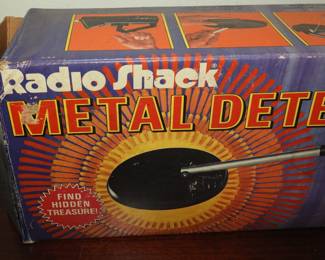 Radio Shack
METAL DETE
FIND
HIDDEN
TREASURE!